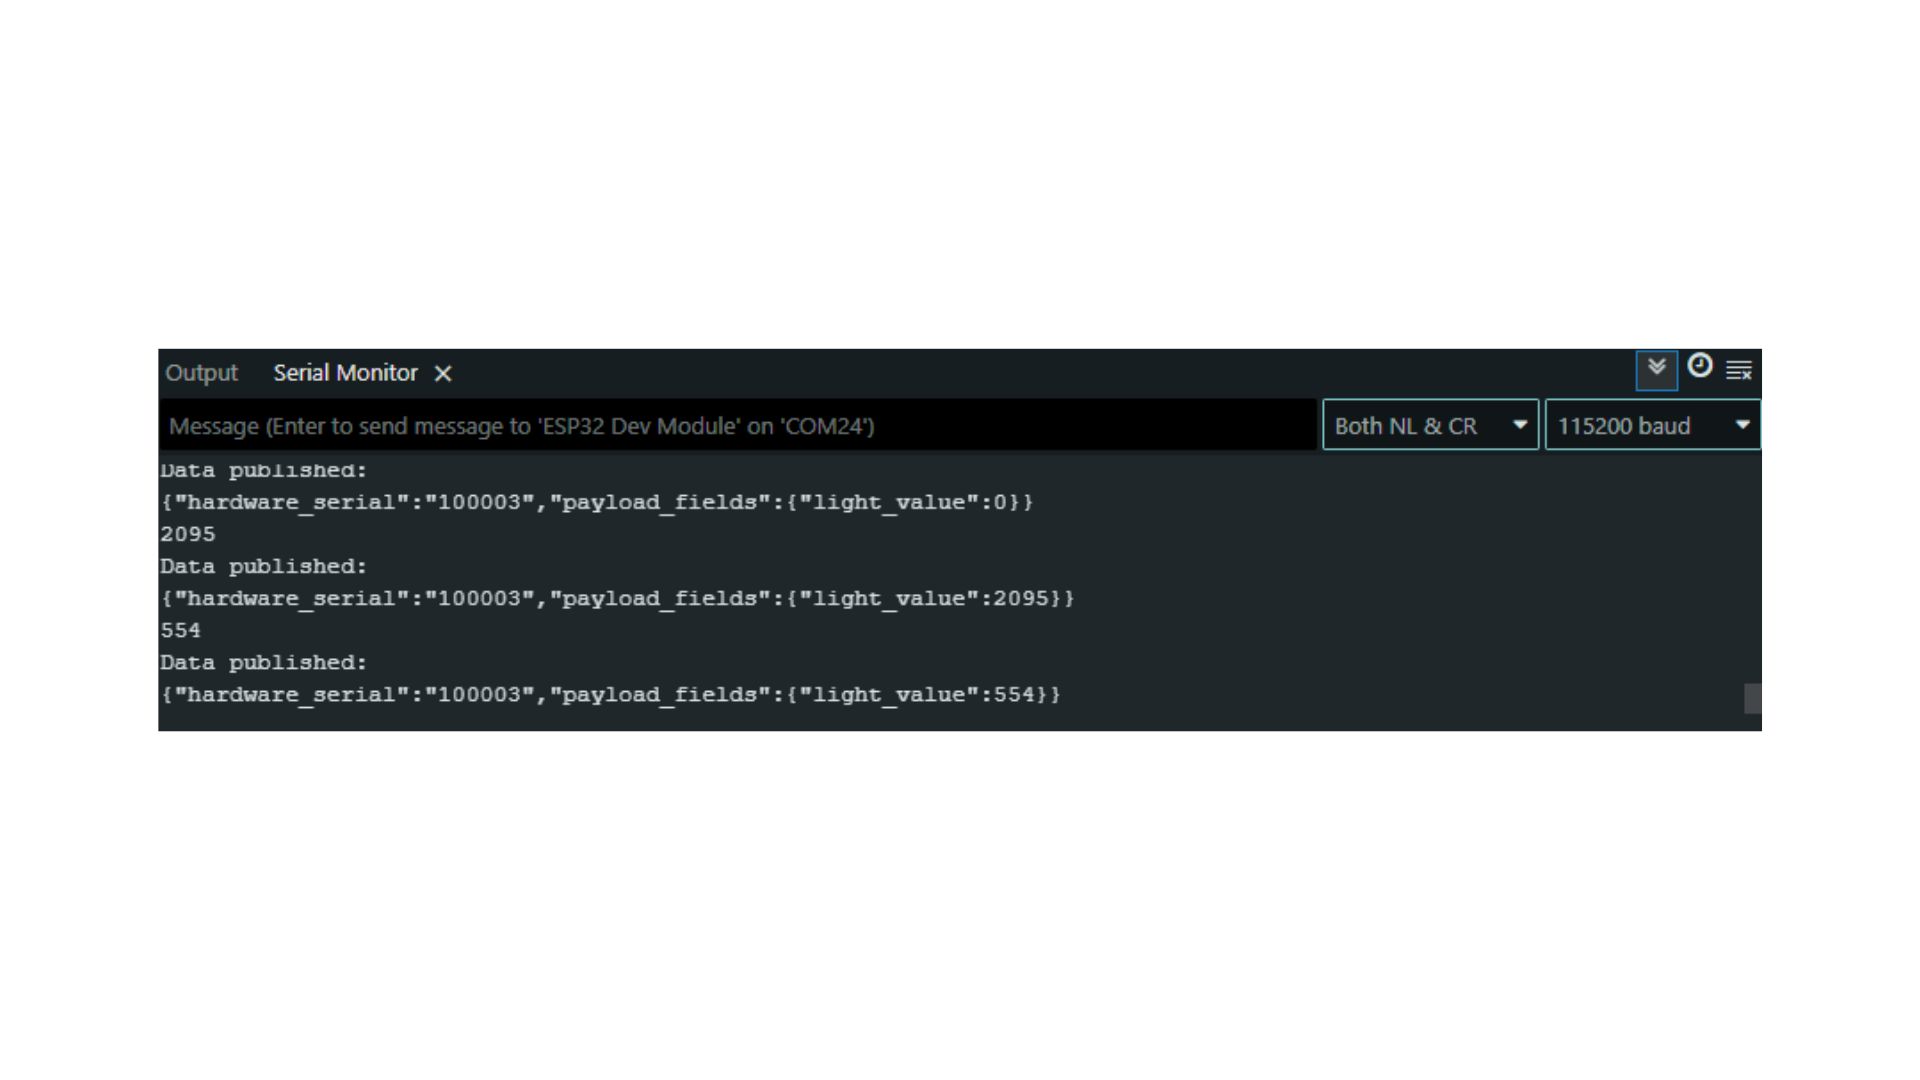 Output Serial Monitor
Message (Enter to send message to 'ESP32 Dev Module' on 'COM24') Both NL & CR 115200 baud
Data published:
{"hardware_serial":"100003","payload_fields":{"light_value":0}}
2095
Data published:
{"hardware_serial":"100003","payload_fields":{"light_value":2095}}
554
Data published:
{"hardware_serial":"100003","payload_fields":{"light_value":554}}